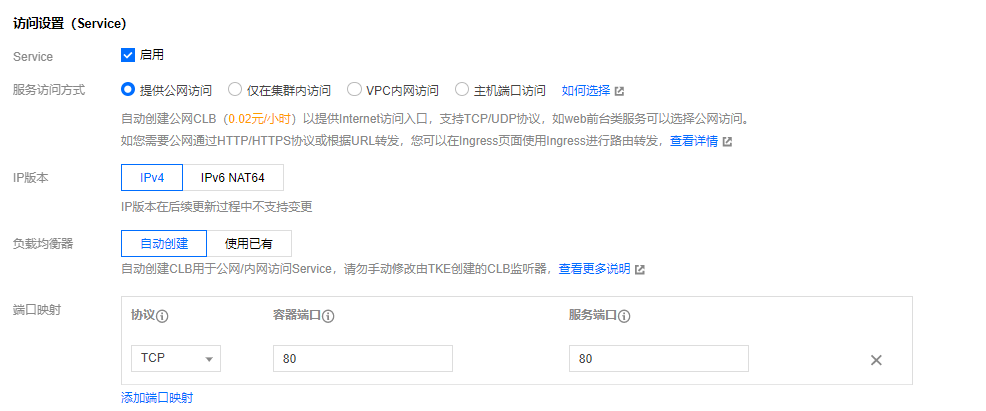 访问设置（Service）
Service 启用
服务访问方式 提供公网访问 仅在集群内访问 VPC内网访问 主机端口访问 如何选择
自动创建公网CLB（0.02元/小时）以提供Internet访问入口，支持TCP/UDP协议，如web前台类服务可以选择公网访问。
如您需要公网通过HTTP/HTTPS协议或根据URL转发，您可以在Ingress页面使用Ingress进行路由转发，查看详情
IP版本 IPv4 IPv6 NAT64
IP版本在后续更新过程中不支持变更
负载均衡器 自动创建 使用已有
自动创建CLB用于公网/内网访问Service，请勿手动修改由TKE创建的CLB监听器，查看更多说明
端口映射 协议 容器端口 服务端口
TCP 80 80
添加端口映射